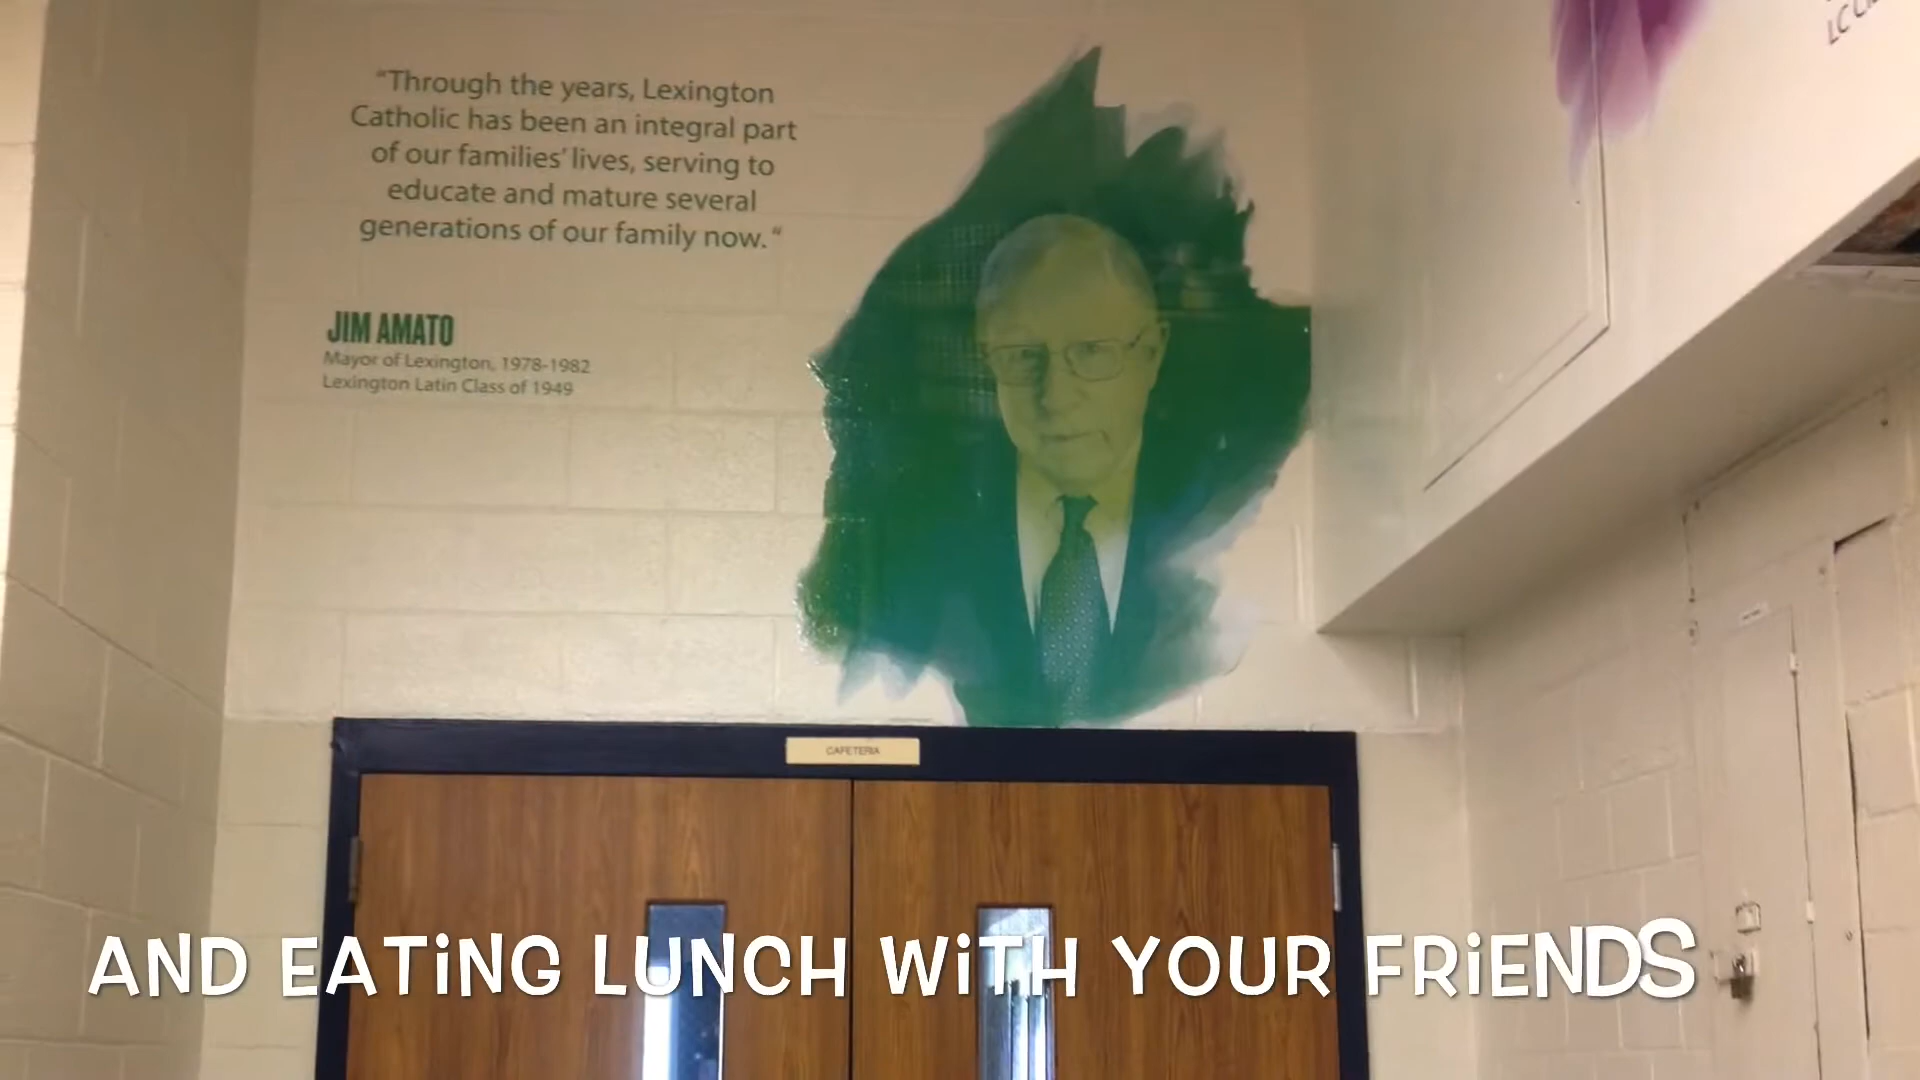 “Through the years, Lexington
Catholic has been an integral part
of our families’ lives, serving to
educate and mature several
generations of our family now.“
JIM AMATO
Mayor of Lexington, 1978-1982
Lexington Latin Class of 1949
LC
CAFETERIA
AND EATiNG LUNCH WiTH YOUR FRiENDS